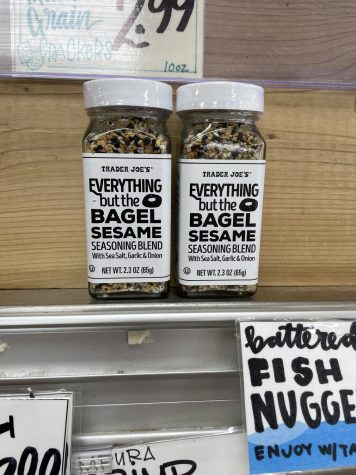 Grain
CRACKERS
2.99
10oz.
TRADER JOE'S
EVERYTHING
but the
BAGEL
SESAME
SEASONING BLEND
With Sea Salt, Garlic & Onion
NET WT. 2.3 OZ (65g)
TRADER JOE'S
EVERYTHING
but the
BAGEL
SESAME
SEASONING BLEND
With Sea Salt, Garlic & Onion
NET WT. 2.3 OZ (65g)
battered
FISH
NUGGE
ENJOY W/TA